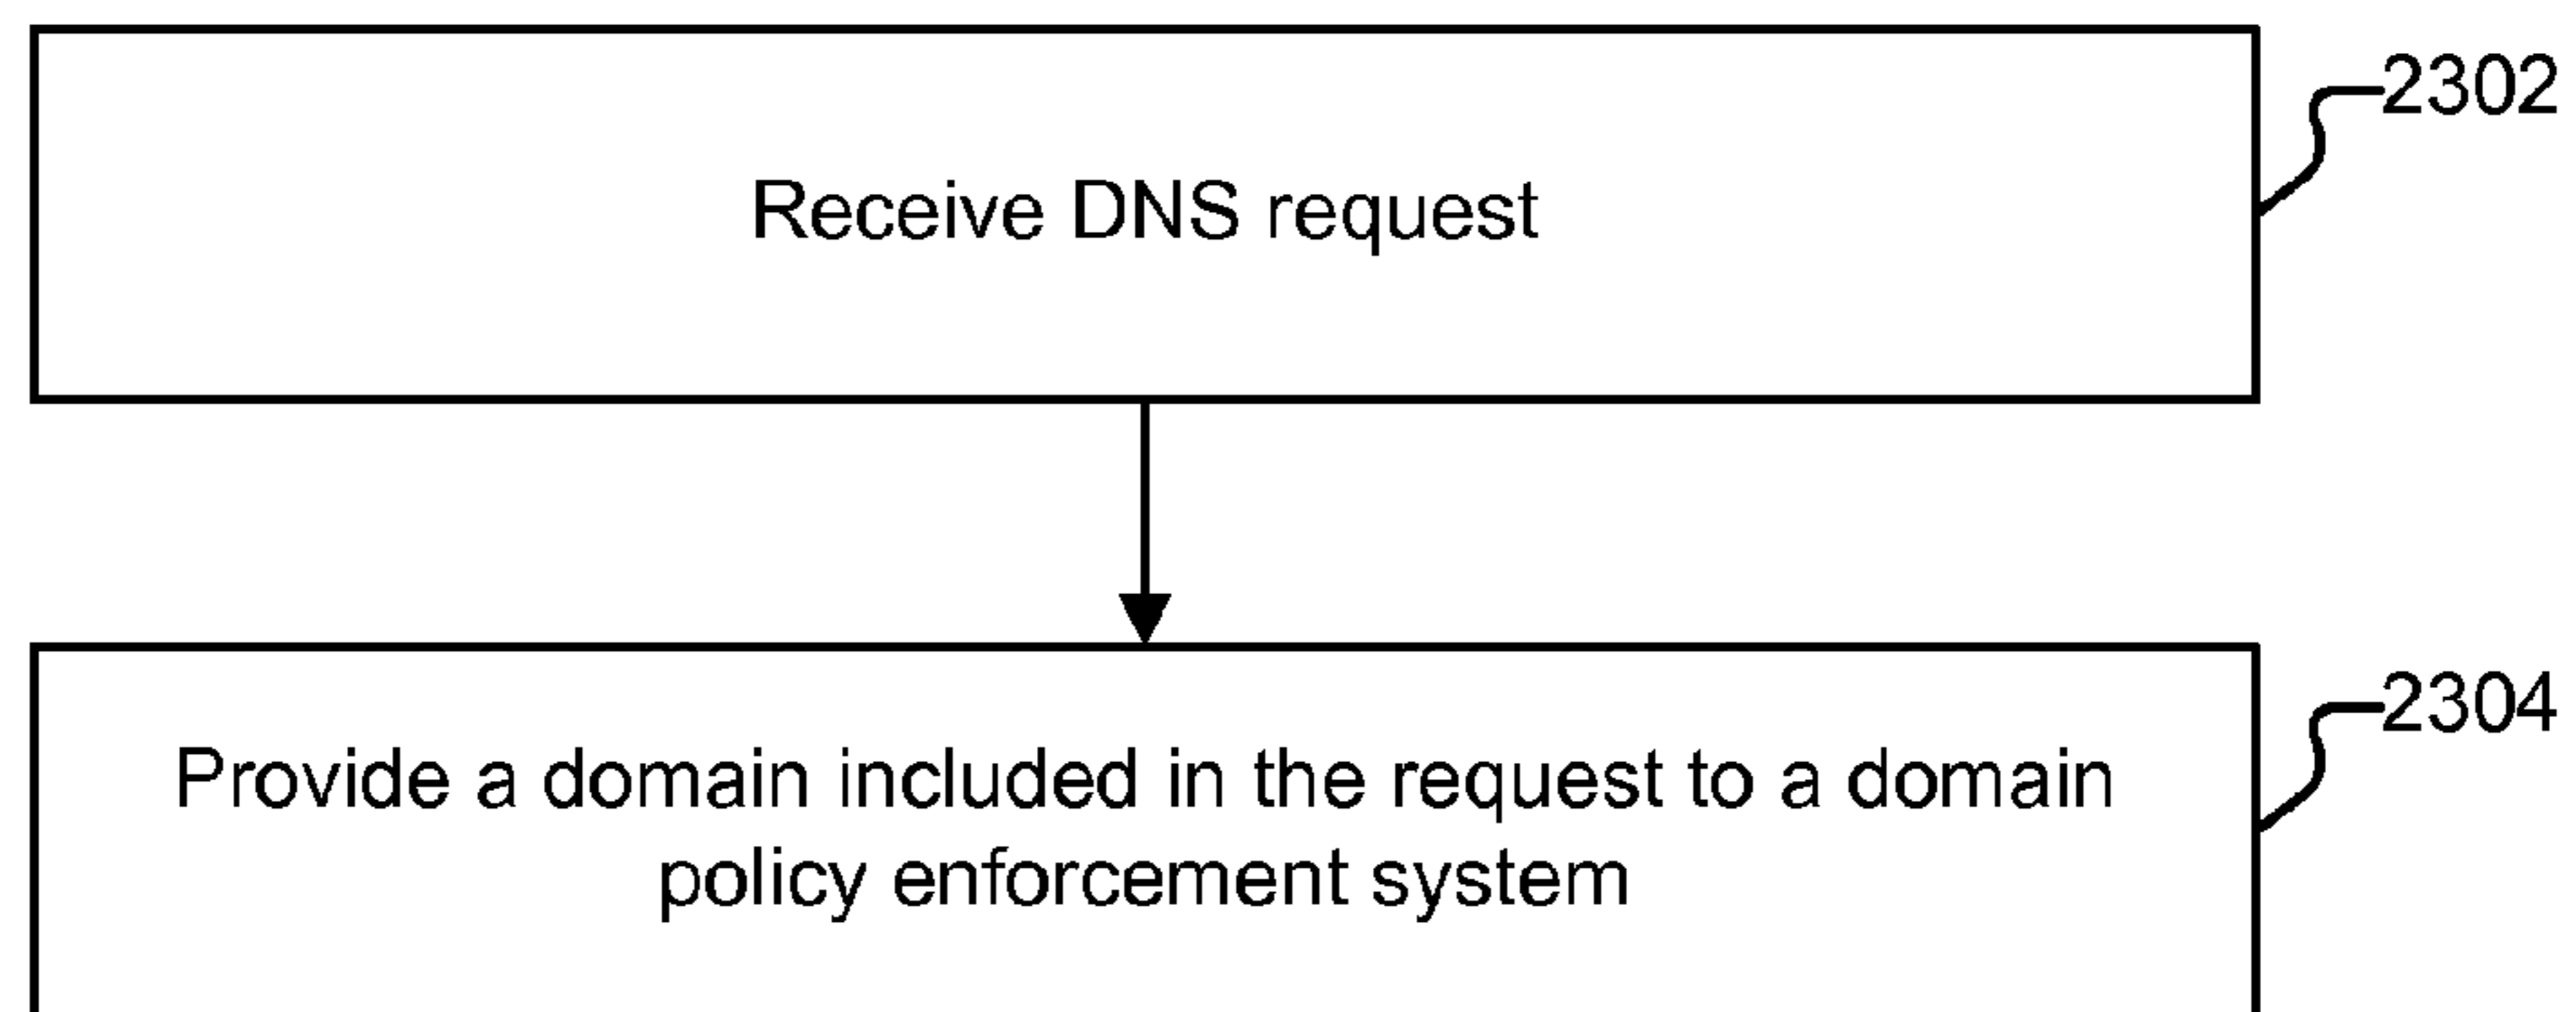 2302
Receive DNS request
2304
Provide a domain included in the request to a domain
policy enforcement system